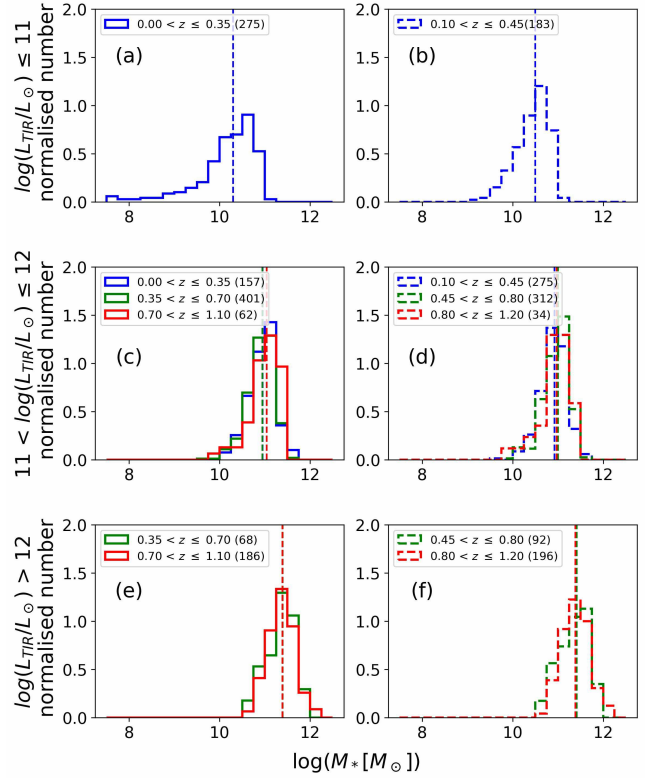 log(L_TIR/L_⊙) ≤ 11
normalised number
2.0
1.5
1.0
0.5
0.0
0.00 < z ≤ 0.35 (275)
(a)
8 10 12
2.0
1.5
1.0
0.5
0.0
0.10 < z ≤ 0.45(183)
(b)
8 10 12
11 < log(L_TIR/L_⊙) ≤ 12
normalised number
2.0
1.5
1.0
0.5
0.0
0.00 < z ≤ 0.35 (157)
0.35 < z ≤ 0.70 (401)
0.70 < z ≤ 1.10 (62)
(c)
8 10 12
2.0
1.5
1.0
0.5
0.0
0.10 < z ≤ 0.45 (275)
0.45 < z ≤ 0.80 (312)
0.80 < z ≤ 1.20 (34)
(d)
8 10 12
log(L_TIR/L_⊙) > 12
normalised number
2.0
1.5
1.0
0.5
0.0
0.35 < z ≤ 0.70 (68)
0.70 < z ≤ 1.10 (186)
(e)
8 10 12
2.0
1.5
1.0
0.5
0.0
0.45 < z ≤ 0.80 (92)
0.80 < z ≤ 1.20 (196)
(f)
8 10 12
log(M_*[M_⊙])